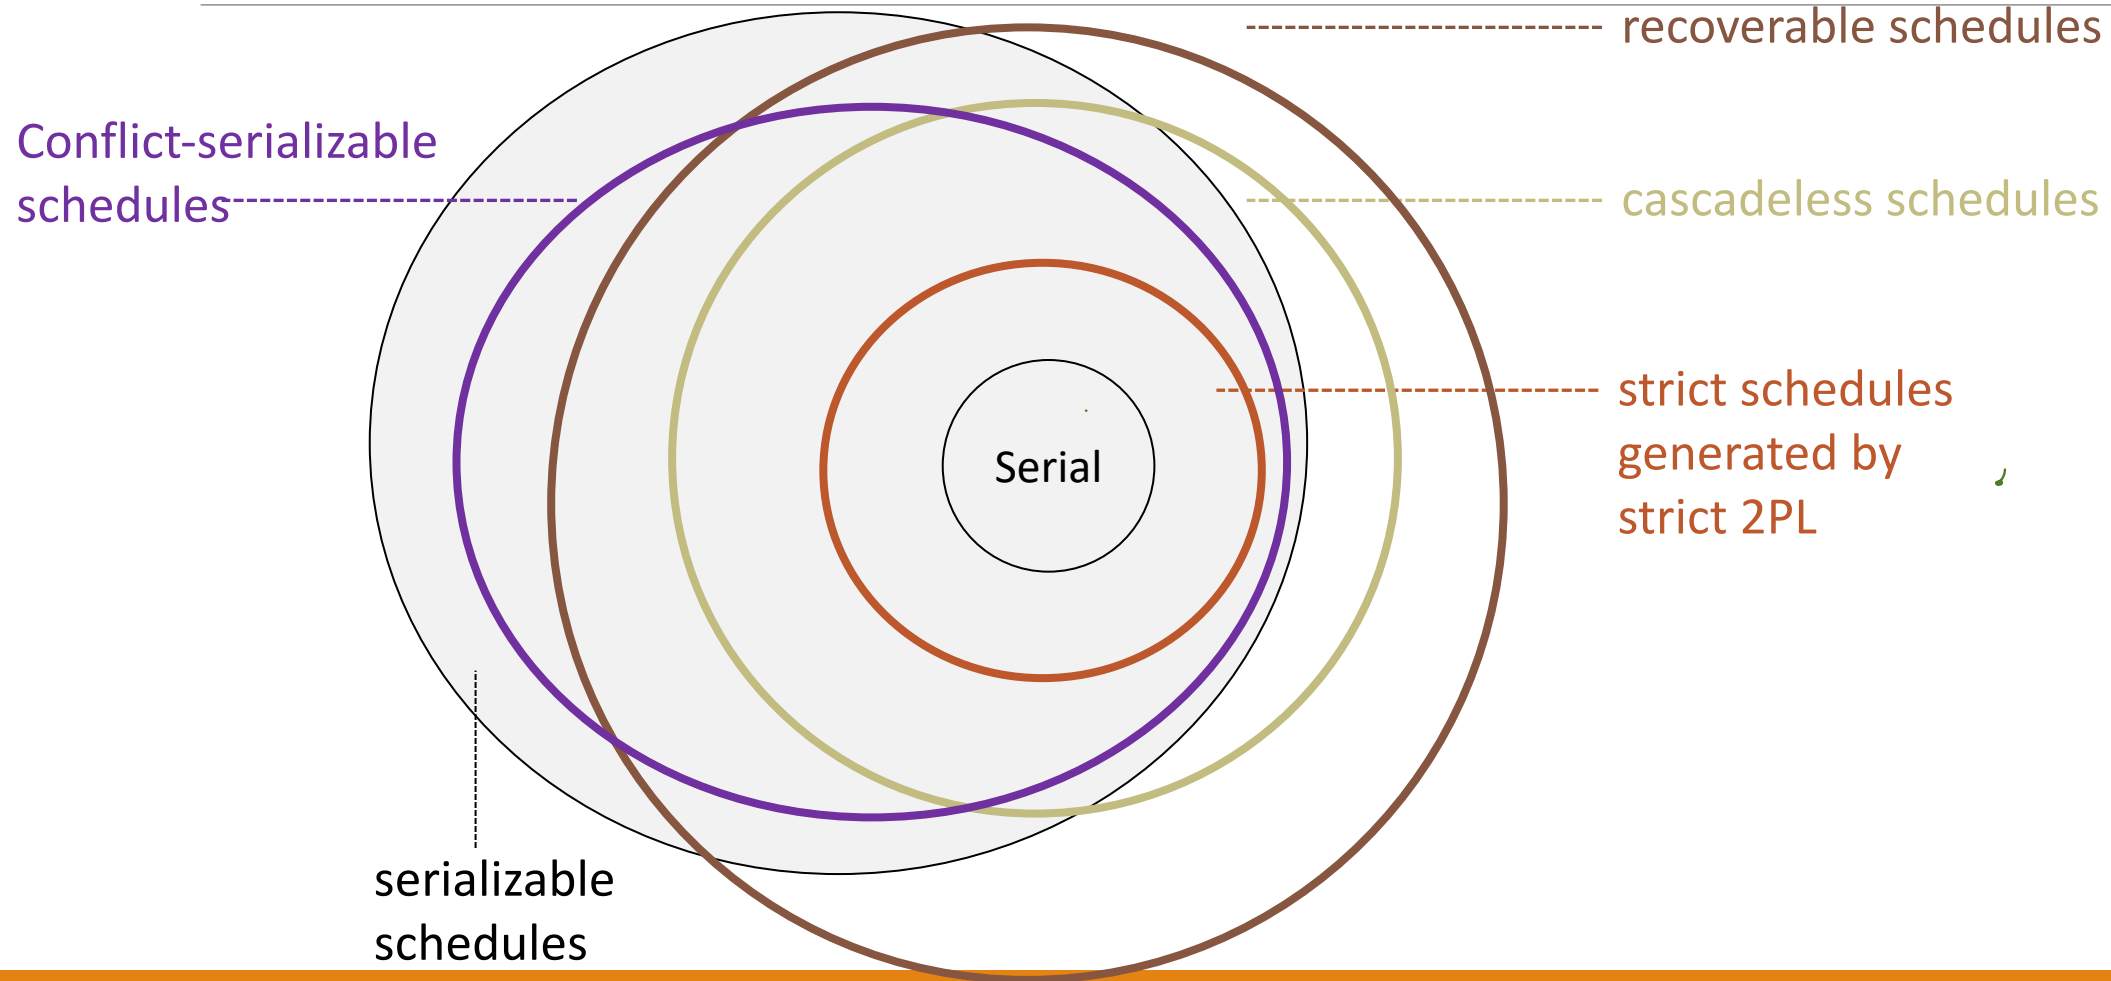 recoverable schedules
Conflict-serializable
schedules
cascadeless schedules
strict schedules
generated by
strict 2PL
Serial
serializable
schedules